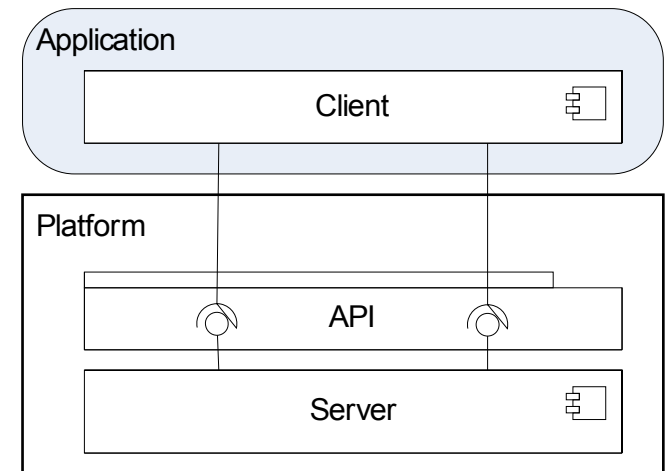 Application
Client
Platform
API
Server